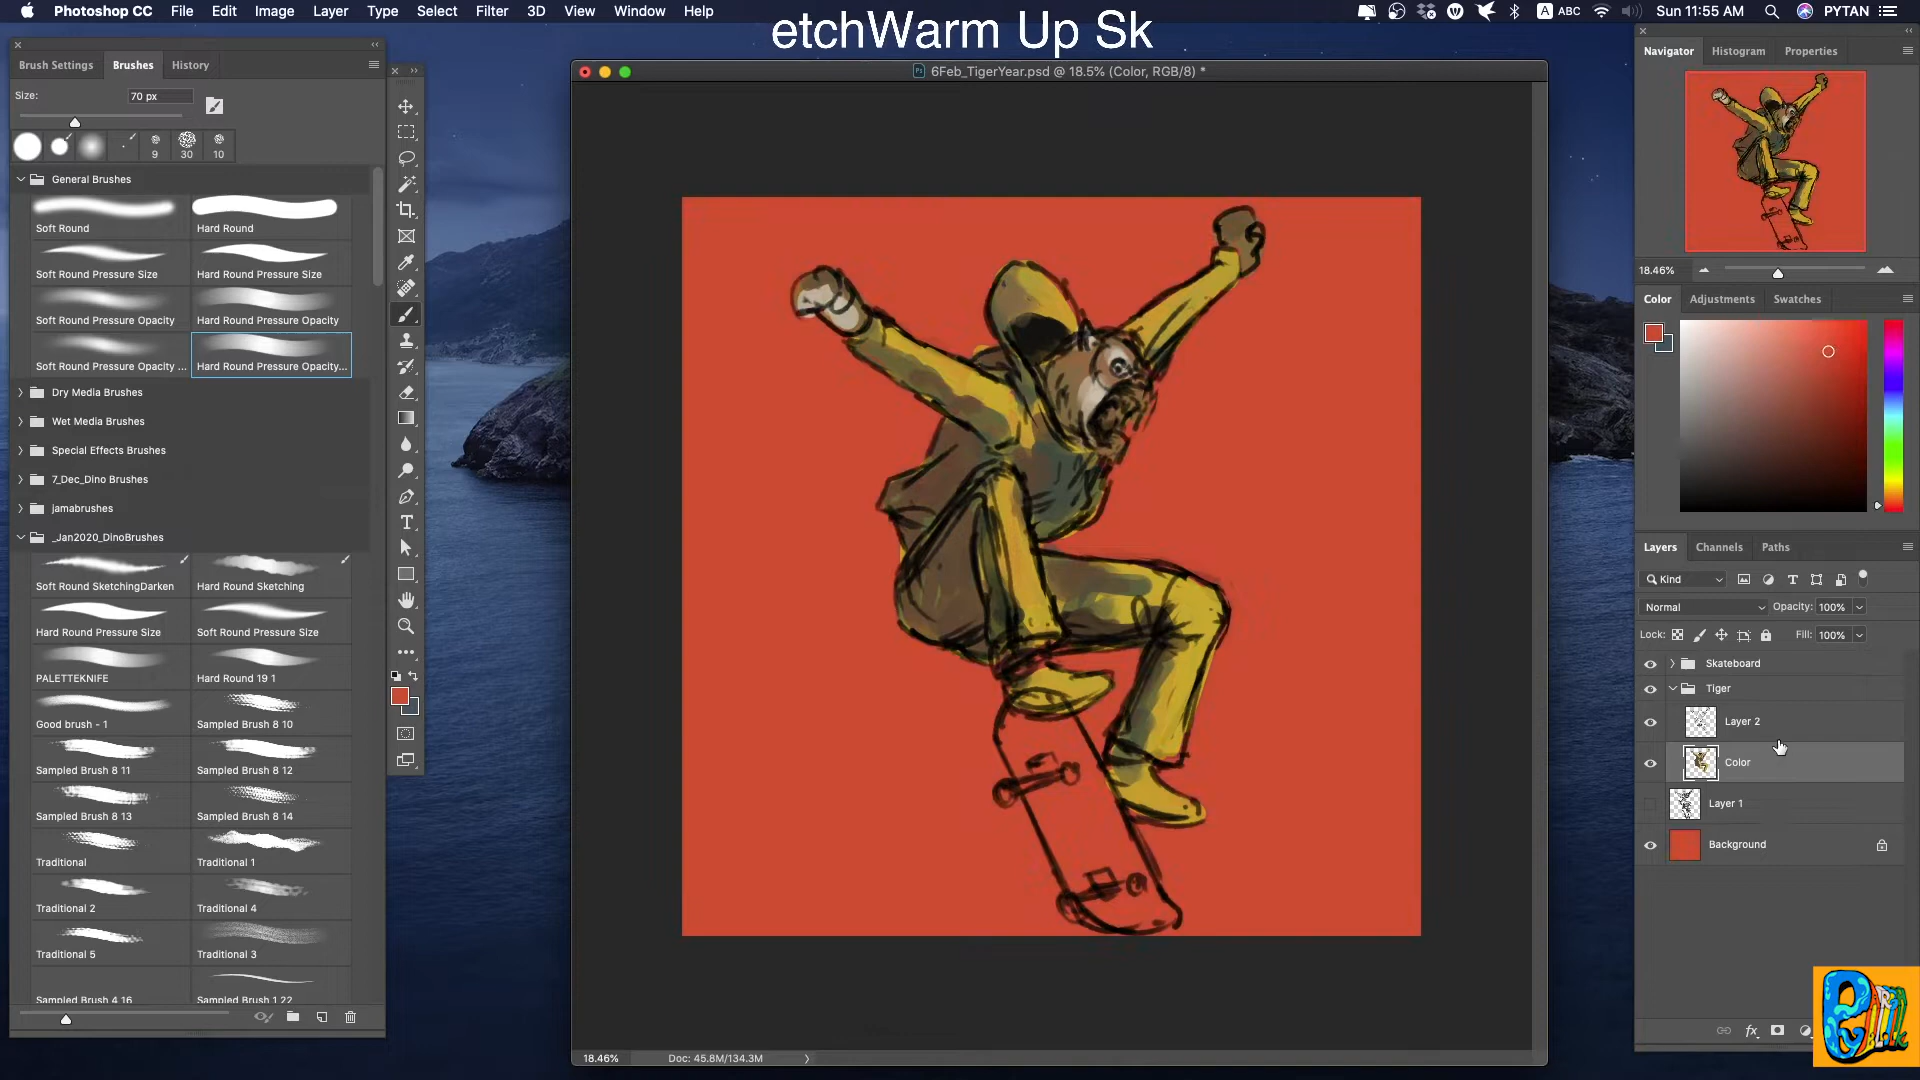 Photoshop CC File Edit Image Layer Type Select Filter 3D View Window Help
A ABC Sun 11:55 AM PYTAN
etchWarm Up Sk
Brush Settings Brushes History
Size: 70 px
9 30 10
General Brushes
Soft Round Hard Round
Soft Round Pressure Size Hard Round Pressure Size
Soft Round Pressure Opacity Hard Round Pressure Opacity
Soft Round Pressure Opacity ... Hard Round Pressure Opacity...
Dry Media Brushes
Wet Media Brushes
Special Effects Brushes
7_Dec_Dino Brushes
jamabrushes
_Jan2020_DinoBrushes
Soft Round SketchingDarken Hard Round Sketching
Hard Round Pressure Size Soft Round Pressure Size
PALETTEKNIFE Hard Round 19 1
Good brush - 1 Sampled Brush 8 10
Sampled Brush 8 11 Sampled Brush 8 12
Sampled Brush 8 13 Sampled Brush 8 14
Traditional Traditional 1
Traditional 2 Traditional 4
Traditional 5 Traditional 3
Sampled Brush 4 16 Sampled Brush 1 22
6Feb_TigerYear.psd @ 18.5% (Color, RGB/8) *
18.46% Doc: 45.8M/134.3M
Navigator Histogram Properties
18.46%
Color Adjustments Swatches
Layers Channels Paths
Kind
Normal Opacity: 100%
Lock: Fill: 100%
Skateboard
Tiger
Layer 2
Color
Layer 1
Background
fx